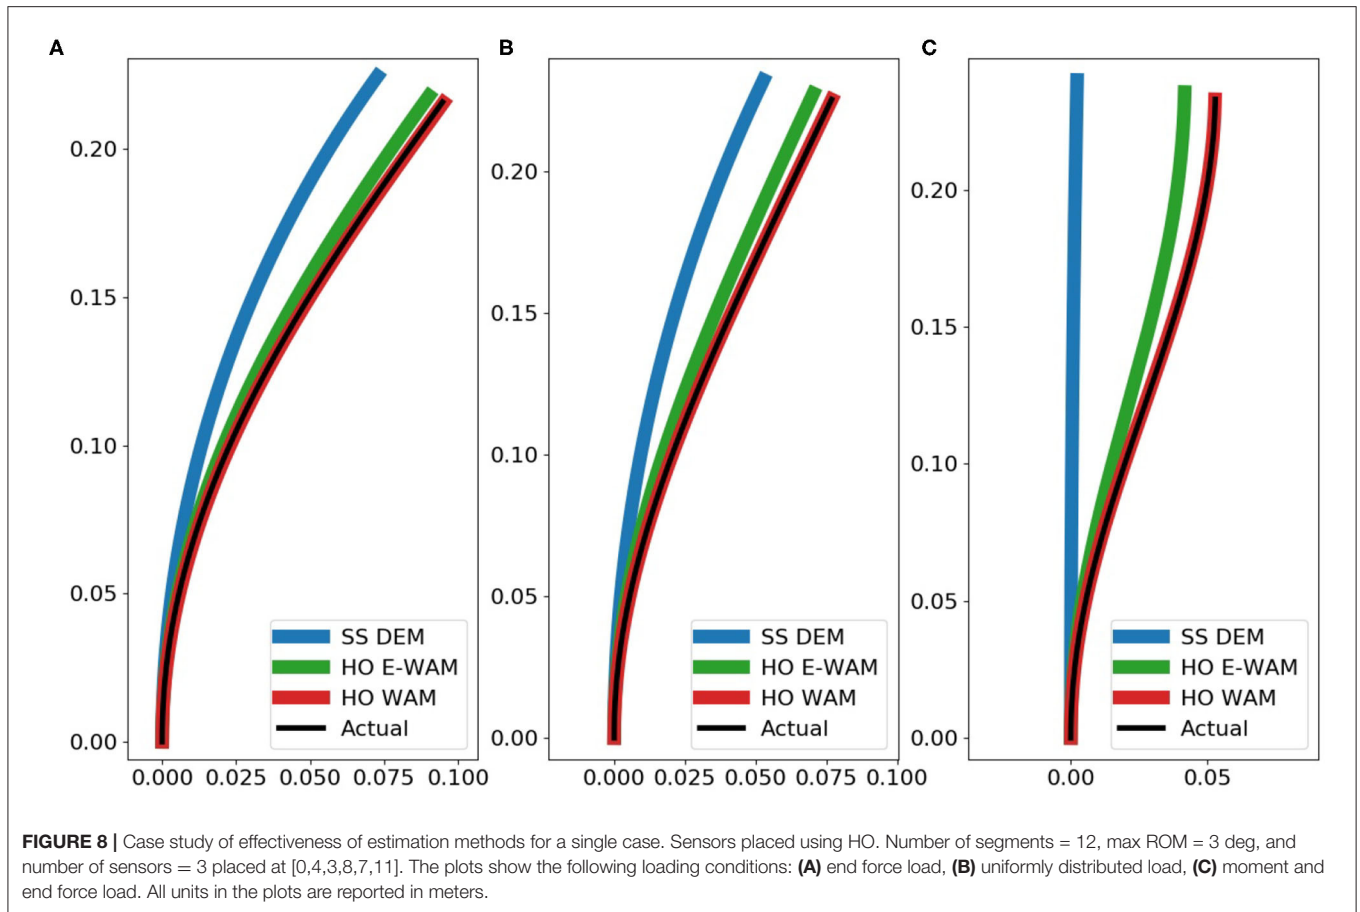 A
B
C
0.20
0.15
0.10
0.05
0.00
0.000 0.025 0.050 0.075 0.100
SS DEM
HO E-WAM
HO WAM
Actual
0.20
0.15
0.10
0.05
0.00
0.000 0.025 0.050 0.075 0.100
SS DEM
HO E-WAM
HO WAM
Actual
0.20
0.15
0.10
0.05
0.00
0.00 0.05
SS DEM
HO E-WAM
HO WAM
Actual
FIGURE 8 | Case study of effectiveness of estimation methods for a single case. Sensors placed using HO. Number of segments = 12, max ROM = 3 deg, and
number of sensors = 3 placed at [0,4,3,8,7,11]. The plots show the following loading conditions: (A) end force load, (B) uniformly distributed load, (C) moment and
end force load. All units in the plots are reported in meters.